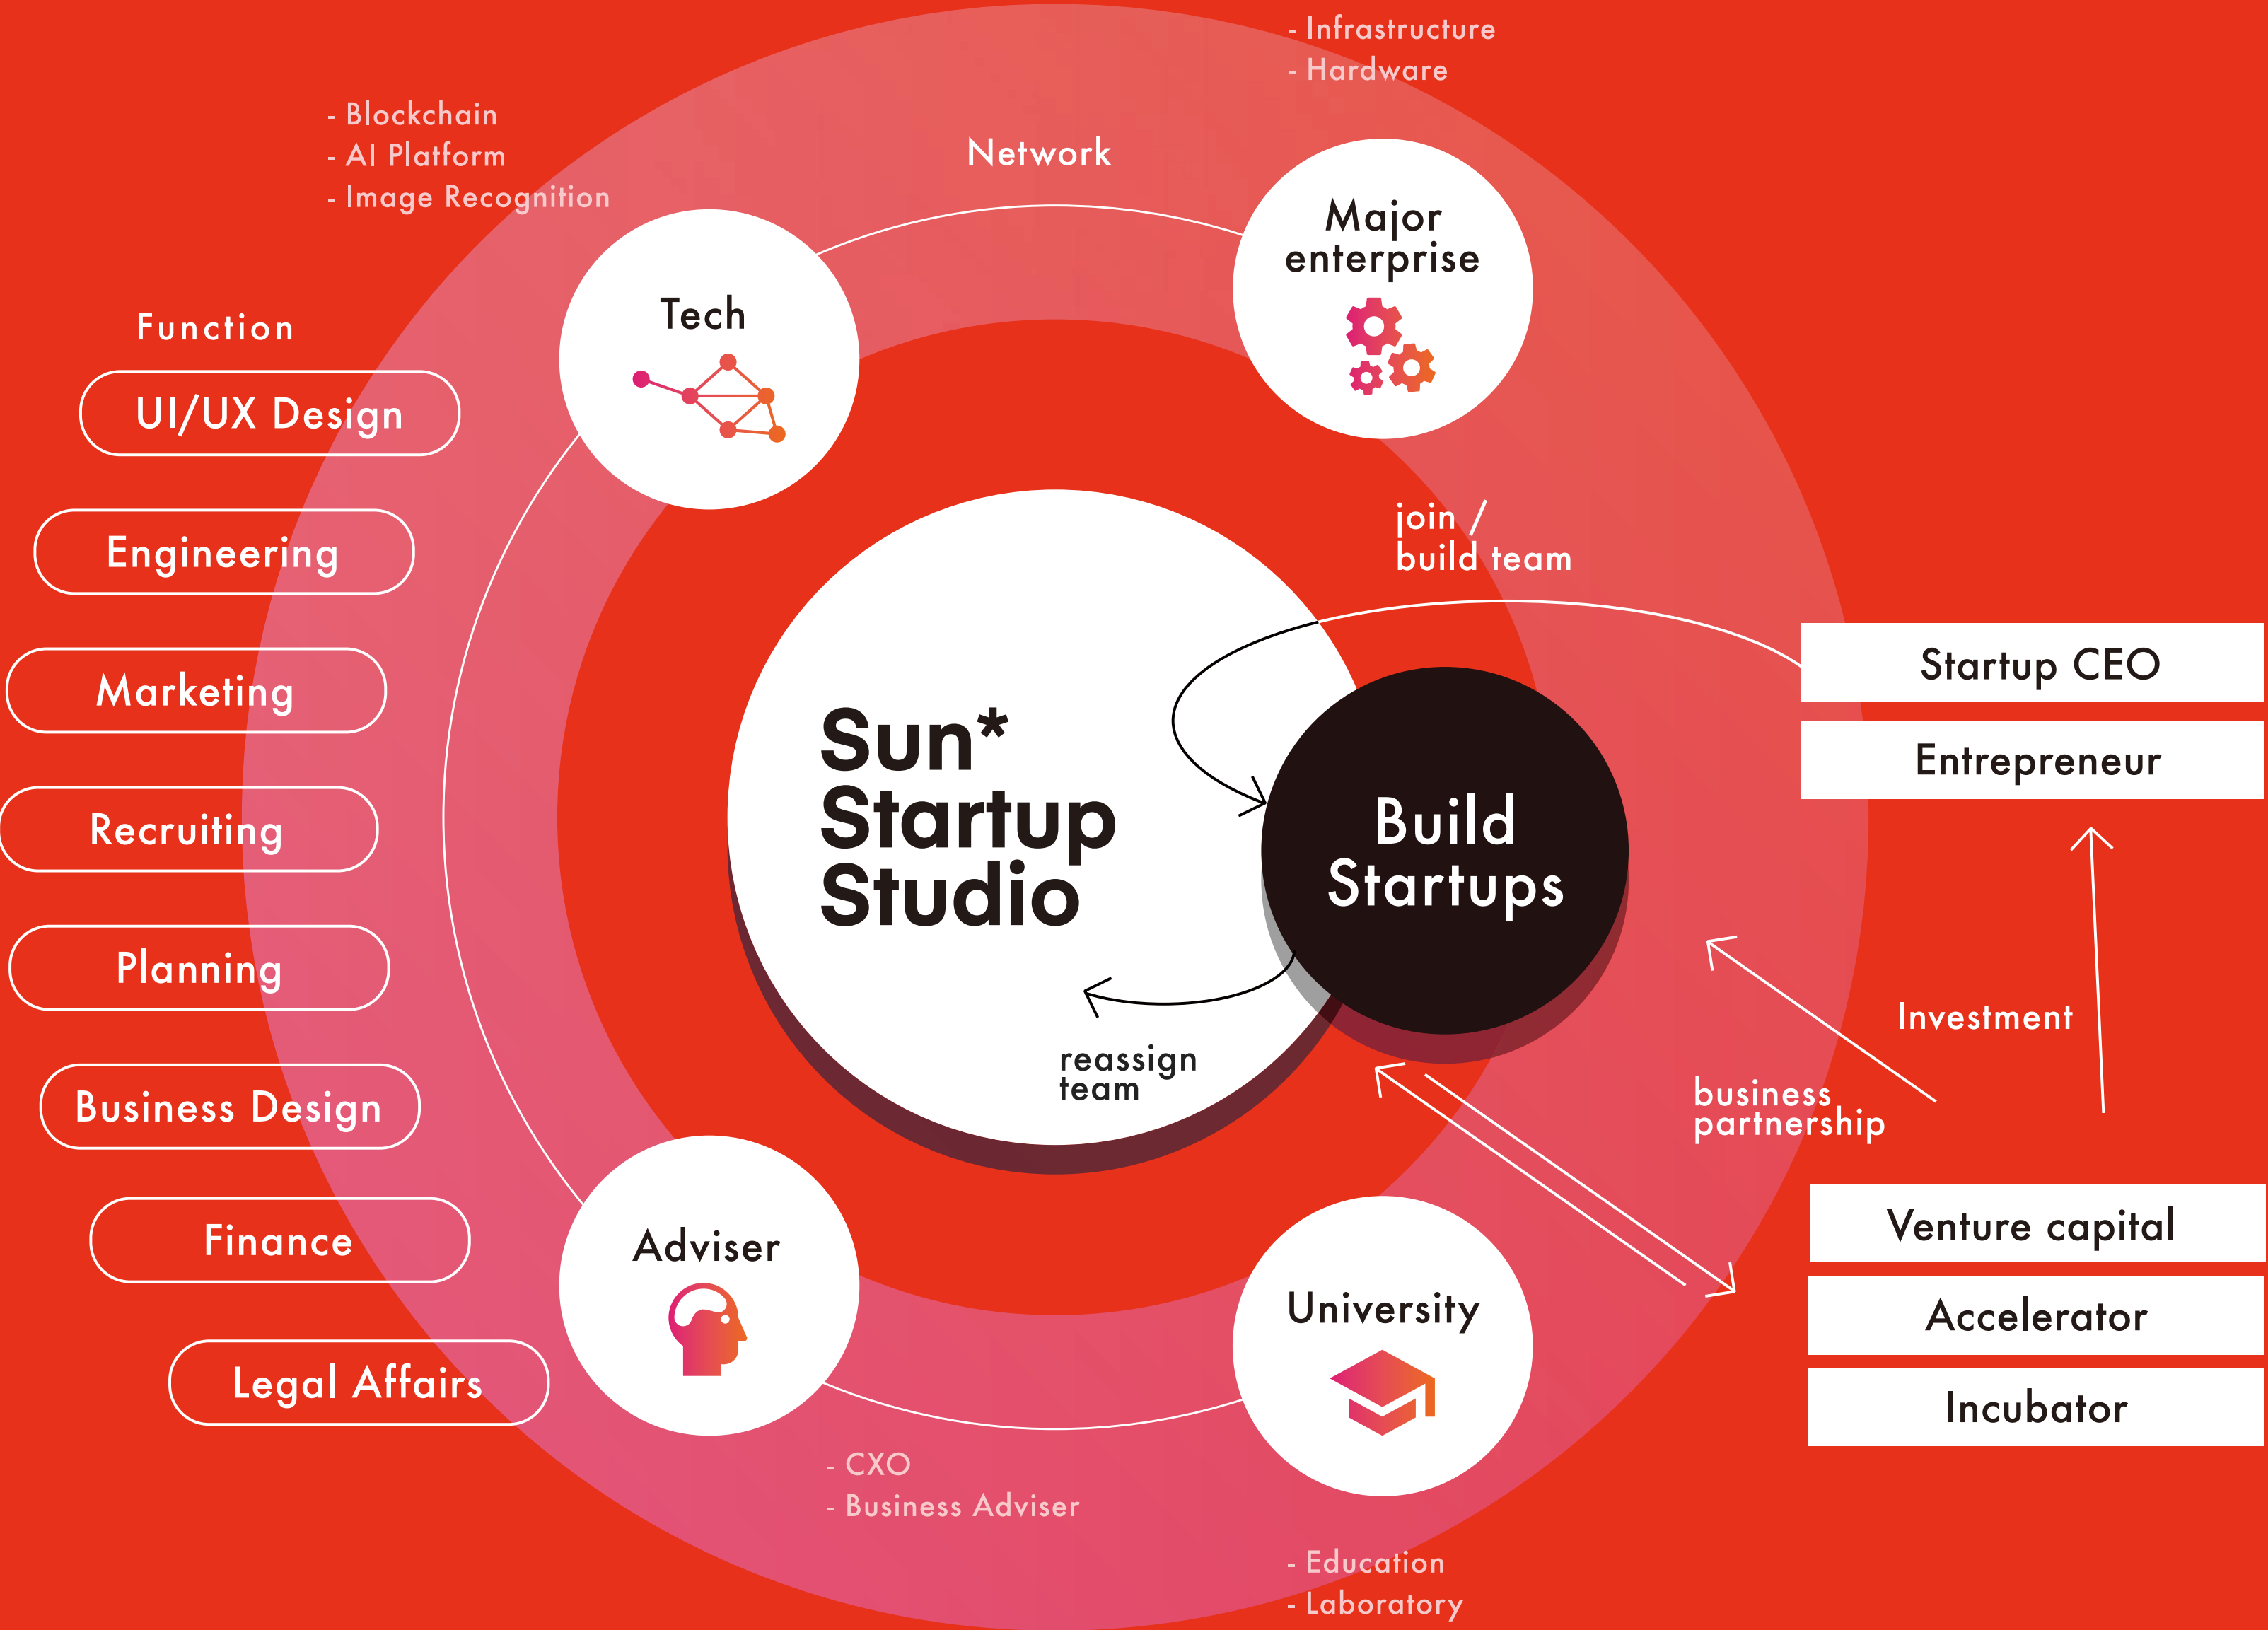 - Infrastructure
- Hardware
- Blockchain
- AI Platform
- Image Recognition
Network
Major
enterprise
Tech
Function
UI/UX Design
Engineering
Marketing
Recruiting
Planning
Business Design
Finance
Legal Affairs
join /
build team
Startup CEO
Entrepreneur
Sun*
Startup
Studio
Build
Startups
reassign
team
Investment
business
partnership
Venture capital
Accelerator
Incubator
Adviser
University
- CXO
- Business Adviser
- Education
- Laboratory